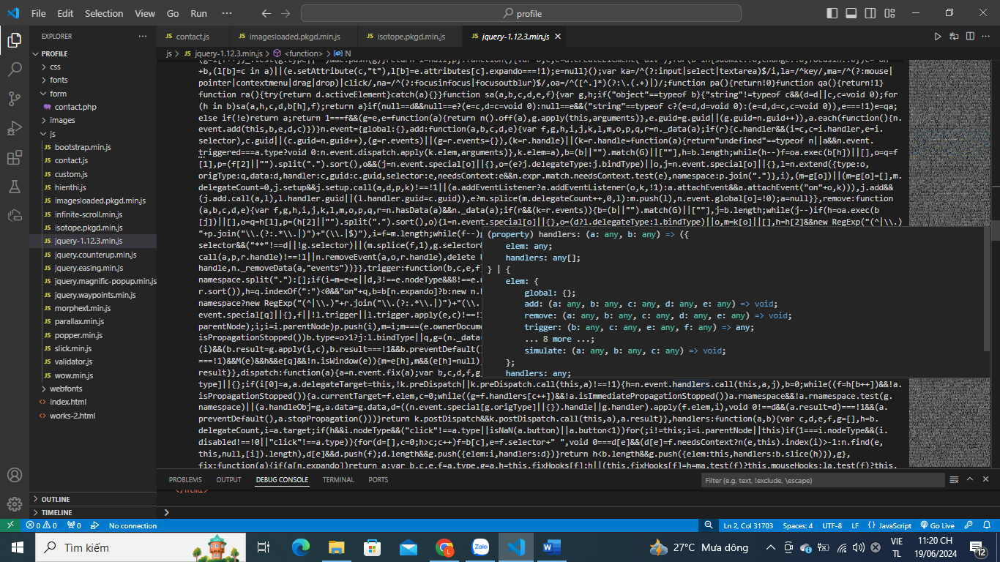 File Edit Selection View Go Run ··· profile
EXPLORER ···
PROFILE
css
fonts
form
contact.php
images
js
bootstrap.min.js
contact.js
custom.js
hienthi.js
imagesloaded.pkgd.min.js
infinite-scroll.min.js
isotope.pkgd.min.js
jquery-1.12.3.min.js
jquery.counterup.min.js
jquery.easing.min.js
jquery.magnific-popup.min.js
jquery.waypoints.min.js
morphext.min.js
parallax.min.js
popper.min.js
slick.min.js
validator.js
wow.min.js
webfonts
index.html
works-2.html
OUTLINE
TIMELINE
contact.js imagesloaded.pkgd.min.js isotope.pkgd.min.js jquery-1.12.3.min.js
js > jquery-1.12.3.min.js > <function> > N
+b,(l[b]=c in a)||(e.setAttribute(c,"t"),l[b]=e.attributes[c].expando===!1);e=null}();var ka=/^(?:input|select|textarea)$/i,la=/^key/,ma=/^(?:mouse|
pointer|contextmenu|drag|drop)|click/,na=/^(?:focusinfocus|focusoutblur)$/,oa=/^([^.]*)(?:\.(.+)|)/;function pa(){return!0}function qa(){return!1}
function ra(){try{return d.activeElement}catch(a){}}function sa(a,b,c,d,e,f){var g,h;if("object"==typeof b){"string"!=typeof c&&(d=d||c,c=void 0);for
(h in b)sa(a,h,c,d,b[h],f);return a}if(null==d&&null==e?(e=c,d=c=void 0):null==e&&("string"==typeof c?(e=d,d=void 0):(e=d,d=c,c=void 0)),e===!1)e=qa;
else if(!e)return a;return 1===f&&(g=e,e=function(a){return n().off(a),g.apply(this,arguments)},e.guid=g.guid||(g.guid=n.guid++)),a.each(function(){n.
event.add(this,b,e,d,c)})}n.event={global:{},add:function(a,b,c,d,e){var f,g,h,i,j,k,l,m,o,p,q,r=n._data(a);if(r){c.handler&&(i=c,c=i.handler,e=i.
selector),c.guid||(c.guid=n.guid++),(g=r.events)||(g=r.events={}),(k=r.handle)||(k=r.handle=function(a){return"undefined"==typeof n||a&&n.event.
triggered===a.type?void 0:n.event.dispatch.apply(k.elem,arguments)},k.elem=a),b=(b||"").match(G)||[""],h=b.length;while(h--)f=oa.exec(b[h])||[],o=q=f
[1],p=(f[2]||"").split(".").sort(),o&&(j=n.event.special[o]||{},o=(e?j.delegateType:j.bindType)||o,j=n.event.special[o]||{},l=n.extend({type:o,
origType:q,data:d,handler:c,guid:c.guid,selector:e,needsContext:e&&n.expr.match.needsContext.test(e),namespace:p.join(".")},i),(m=g[o])||(m=g[o]=[],m.
delegateCount=0,j.setup&&j.setup.call(a,d,p,k)!==!1||(a.addEventListener?a.addEventListener(o,k,!1):a.attachEvent&&a.attachEvent("on"+o,k))),j.add&&
(j.add.call(a,l),l.handler.guid||(l.handler.guid=c.guid)),e?m.splice(m.delegateCount++,0,l):m.push(l),n.event.global[o]=!0);a=null}},remove:function
(a,b,c,d,e){var f,g,h,i,j,k,l,m,o,p,q,r=n.hasData(a)&&n._data(a);if(r&&(k=r.events)){b=(b||"").match(G)||[""],j=b.length;while(j--)if(h=oa.exec(b
[j])||[],o=q=h[1],p=(h[2]||"").split(".").sort(),o){l=n.event.special[o]||{},o=(d?l.delegateType:l.bindType)||o,m=k[o]||[],h=h[2]&&new RegExp("(^|\\.)
"+p.join("\\.(?:.*\\.|)")+"(\\.|$)"),i=f=m.length;while(f--)
selector&&("**"!==d||!g.selector)||(m.splice(f,1),g.selector
call(a,p,r.handle)!==!1||n.removeEvent(a,o,r.handle),delete
handle,n._removeData(a,"events"))}},trigger:function(b,c,e,f)
namespace.split("."):[];if(i=m=e=e||d,3!==e.nodeType&&8!==e.
r.sort()),h=q.indexOf(":")<0&&"on"+q,b=b[n.expando]?b:new n.
namespace?new RegExp("(^|\\.)"+r.join("\\.(?:.*\\.|)")+"(\\.
event.special[q]||{},f||!l.trigger||l.trigger.apply(e,c)!==!1
parentNode);i;i=i.parentNode)p.push(i),m=i;m===(e.ownerDocum
isPropagationStopped())b.type=o>1?j:l.bindType||q,g=(n._data
(i)&&(b.result=g.apply(i,c),b.result===!1&&b.preventDefault(
===!1)&&M(e)&&h&&e[q]&&!n.isWindow(e)){m=e[h],m&&(e[h]=null)
result}},dispatch:function(a){a=n.event.fix(a);var b,c,d,f,g
(property) handlers: (a: any, b: any) => ({
elem: any;
handlers: any[];
} | {
elem: {
global: {};
add: (a: any, b: any, c: any, d: any, e: any) => void;
remove: (a: any, b: any, c: any, d: any, e: any) => void;
trigger: (b: any, c: any, e: any, f: any) => any;
... 8 more ...;
simulate: (a: any, b: any, c: any) => void;
};
handlers: any;
type]||{};if(i[0]=a,a.delegateTarget=this,!k.preDispatch||k.preDispatch.call(this,a)!==!1){h=n.event.handlers.call(this,a,j),b=0;while((f=h[b++])&&!a.
isPropagationStopped()){a.currentTarget=f.elem,c=0;while((g=f.handlers[c++])&&!a.isImmediatePropagationStopped())a.rnamespace&&!a.rnamespace.test(g.
namespace)||(a.handleObj=g,a.data=g.data,d=((n.event.special[g.origType]||{}).handle||g.handler).apply(f.elem,i),void 0!==d&&(a.result=d)===!1&&(a.
preventDefault(),a.stopPropagation()))}return k.postDispatch&&k.postDispatch.call(this,a),a.result}},handlers:function(a,b){var c,d,e,f,g=[],h=b.
delegateCount,i=a.target;if(h&&i.nodeType&&("click"!==a.type||isNaN(a.button)||a.button<1))for(;i!=this;i=i.parentNode||this)if(1===i.nodeType&&(i.
disabled!==!0||"click"!==a.type)){for(d=[],c=0;h>c;c++)f=b[c],e=f.selector+" ",void 0===d[e]&&(d[e]=f.needsContext?n(e,this).index(i)>-1:n.find(e,
this,null,[i]).length),d[e]&&d.push(f);d.length&&g.push({elem:i,handlers:d})}return h<b.length&&g.push({elem:this,handlers:b.slice(h)}),g},
fix:function(a){if(a[n.expando])return a;var b,c,e,f=a.type,g=a,h=this.fixHooks[f];h||(this.fixHooks[f]=h=ma.test(f)?this.mouseHooks:la.test(f)?this.
PROBLEMS OUTPUT DEBUG CONSOLE TERMINAL PORTS Filter (e.g. text, !exclude, \escape)
</html>
0 0 0 No connection Ln 2, Col 31703 Spaces: 4 UTF-8 LF JavaScript Go Live
Tìm kiếm Zalo 27°C Mưa dông VIE 11:20 CH
TL 19/06/2024 12